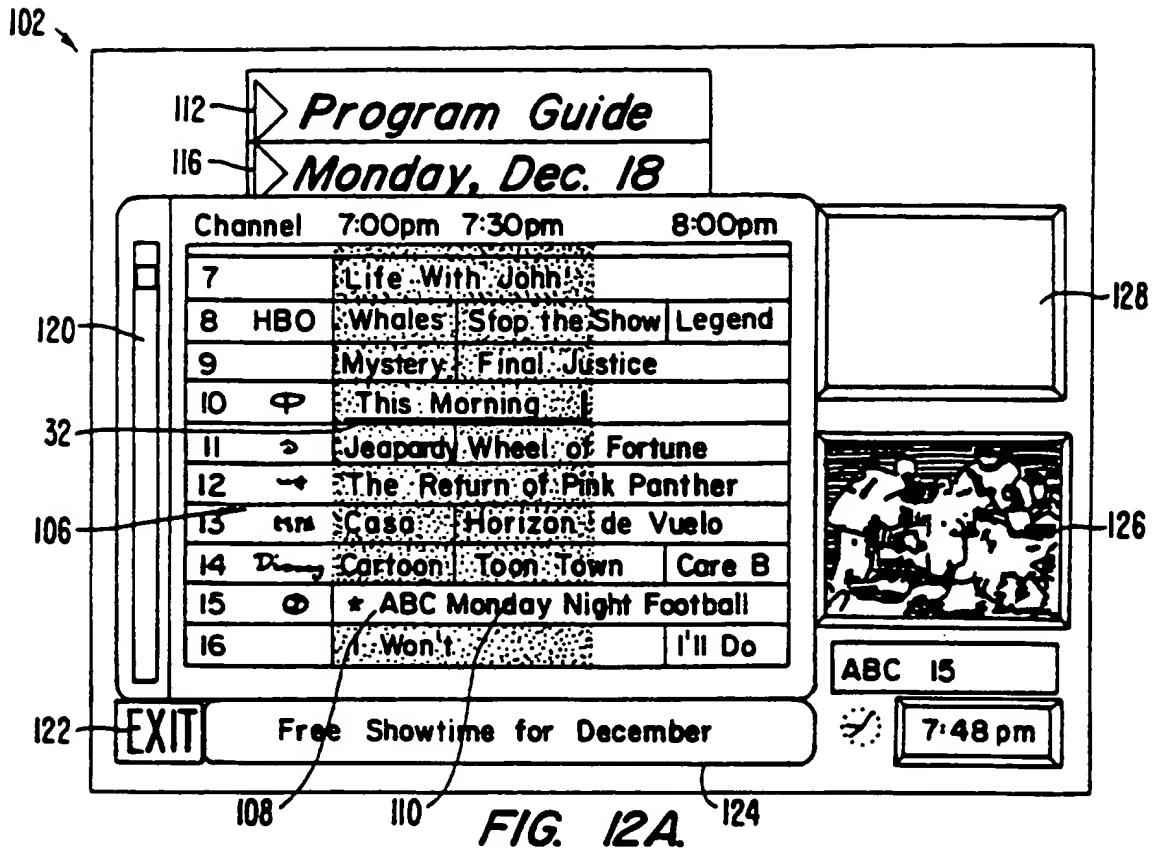 102
112 Program Guide
116 Monday, Dec. 18
Channel 7:00pm 7:30pm 8:00pm
7 Life With John
8 HBO Whales Stop the Show Legend
128
120
9 Mystery Final Justice
10 This Morning
32
11 Jeapardy Wheel of Fortune
12 The Return of Pink Panther
106
13 Casa Horizon de Vuelo
126
14 Disney Cartoon Toon Town Care B
15 * ABC Monday Night Football
16 I Won't I'll Do
ABC 15
122 EXIT Free Showtime for December 7:48 pm
108 110 124
FIG. 12A.